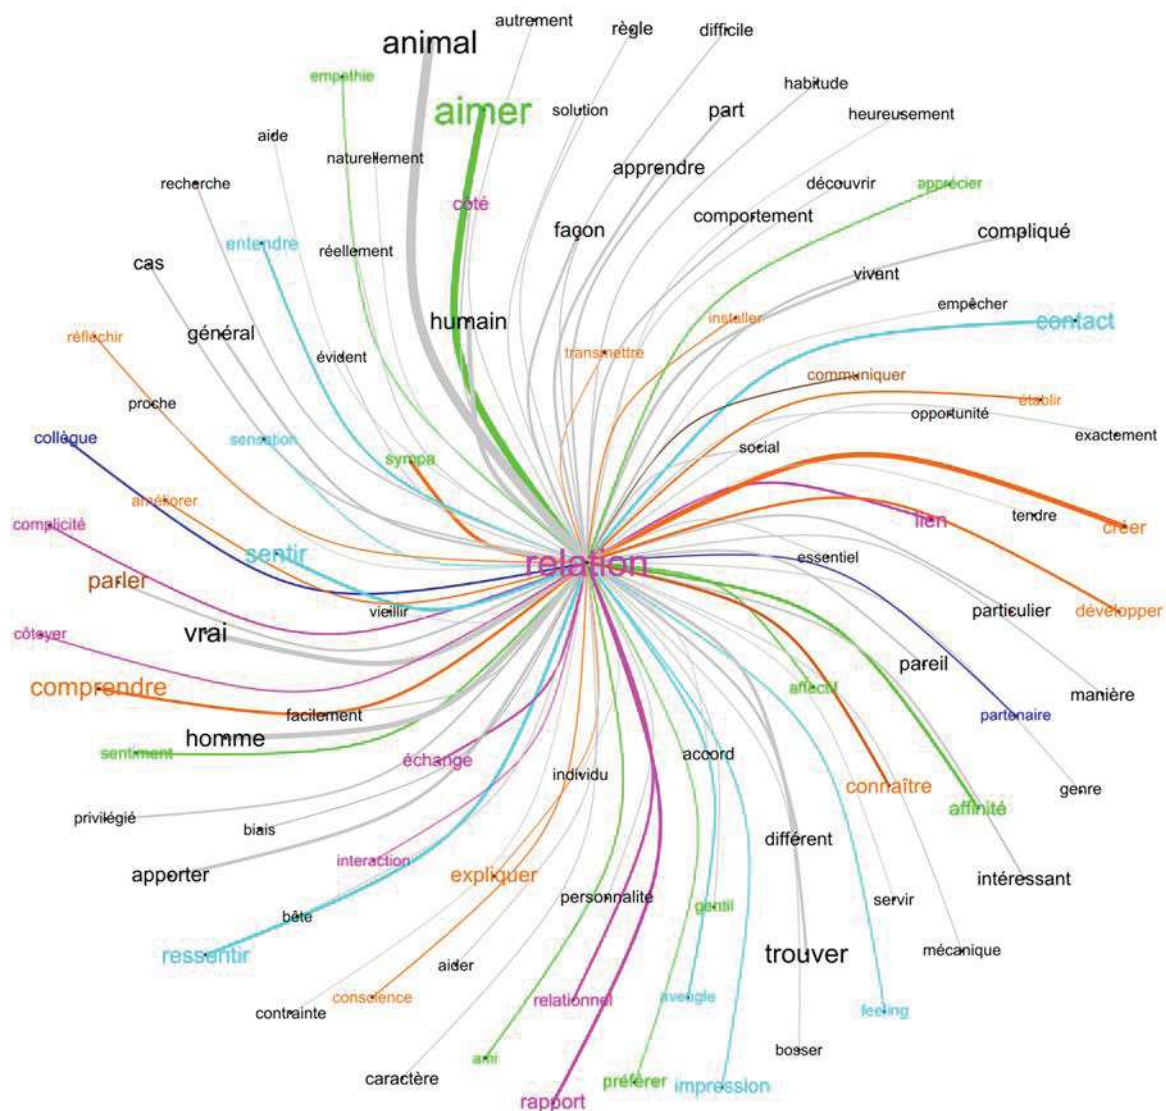 autrement
règle
difficile
animal
empathie
habitude
aimer
solution
part
heureusement
aide
naturellement
apprendre
recherche
découvrir
apprécier
côté
comportement
entendre
façon
compliqué
réellement
cas
vivant
empêcher
humain
installer
contact
général
réfléchir
évident
transmettre
communiquer
établir
proche
opportunité
collègue
sensation
social
exactement
sympa
améliorer
tendre
complicité
lien
créer
sentir
essentiel
relation
parler
vieillir
particulier
développer
vrai
côtoyer
pareil
comprendre
affectif
manière
facilement
partenaire
homme
sentiment
accord
échange
individu
connaître
genre
affinité
privilégié
biais
différent
interaction
apporter
expliquer
intéressant
personnalité
servir
bête
gentil
ressentir
trouver
mécanique
aider
conscience
relationnel
aveugle
contrainte
feeling
bosser
ami
caractère
préférer
impression
rapport